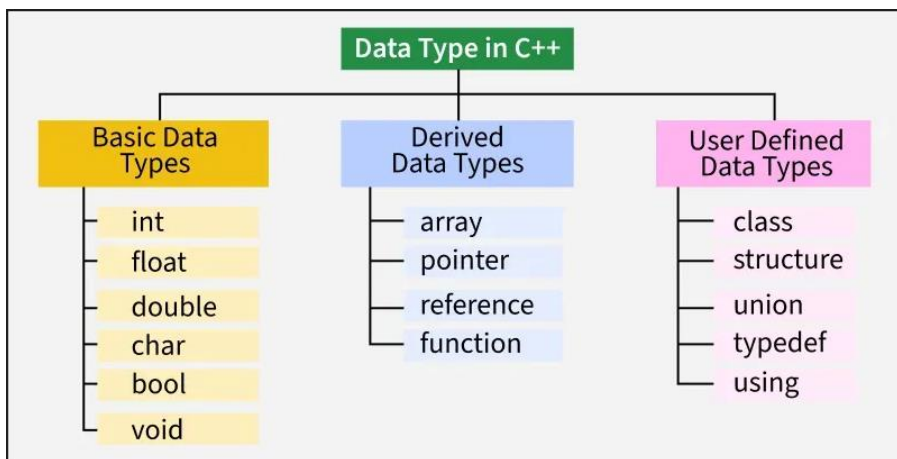 Data Type in C++
Basic Data
Types
int
float
double
char
bool
void
Derived
Data Types
array
pointer
reference
function
User Defined
Data Types
class
structure
union
typedef
using